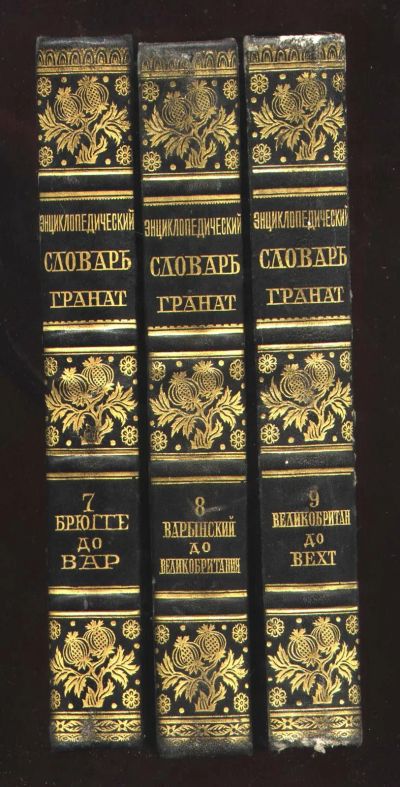 ЭНЦИКЛОПЕДИЧЕСКИЙ
СЛОВАРЬ
ГРАНАТ
7
БРЮГГЕ
ДО
ВАР
ЭНЦИКЛОПЕДИЧЕСКИЙ
СЛОВАРЬ
ГРАНАТ
8
ВАРЫНСКИЙ
ДО
ВЕЛИКОБРИТАНИЯ
ЭНЦИКЛОПЕДИЧЕСКИЙ
СЛОВАРЬ
ГРАНАТ
9
ВЕЛИКОБРИТАН
ДО
ВЕХТ